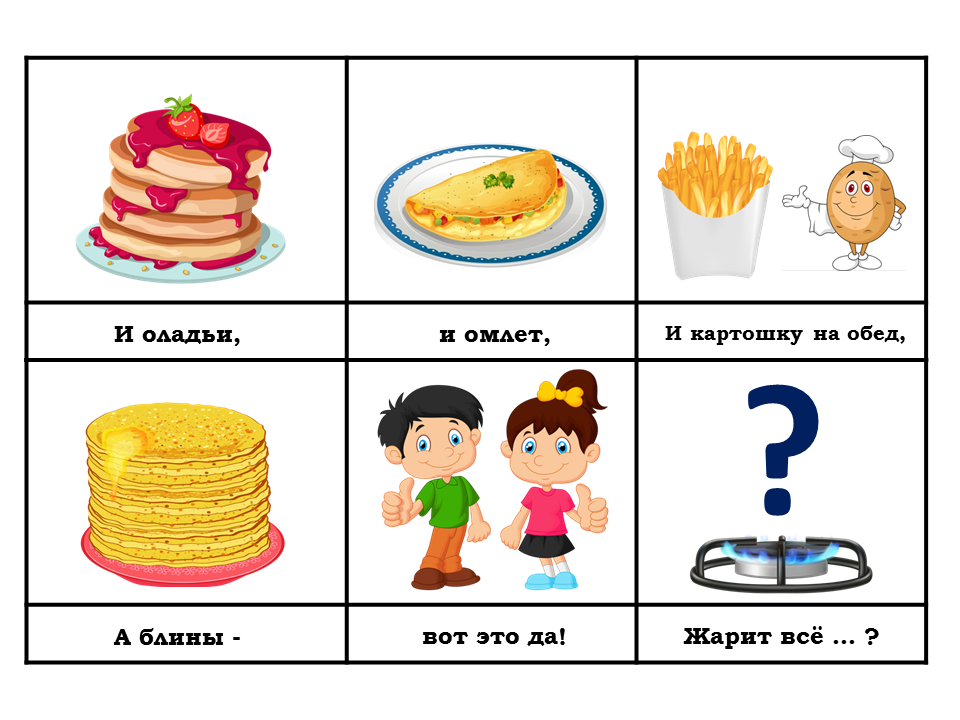 И оладьи,
и омлет,
И картошку на обед,
?
А блины -
вот это да!
Жарит всё ... ?